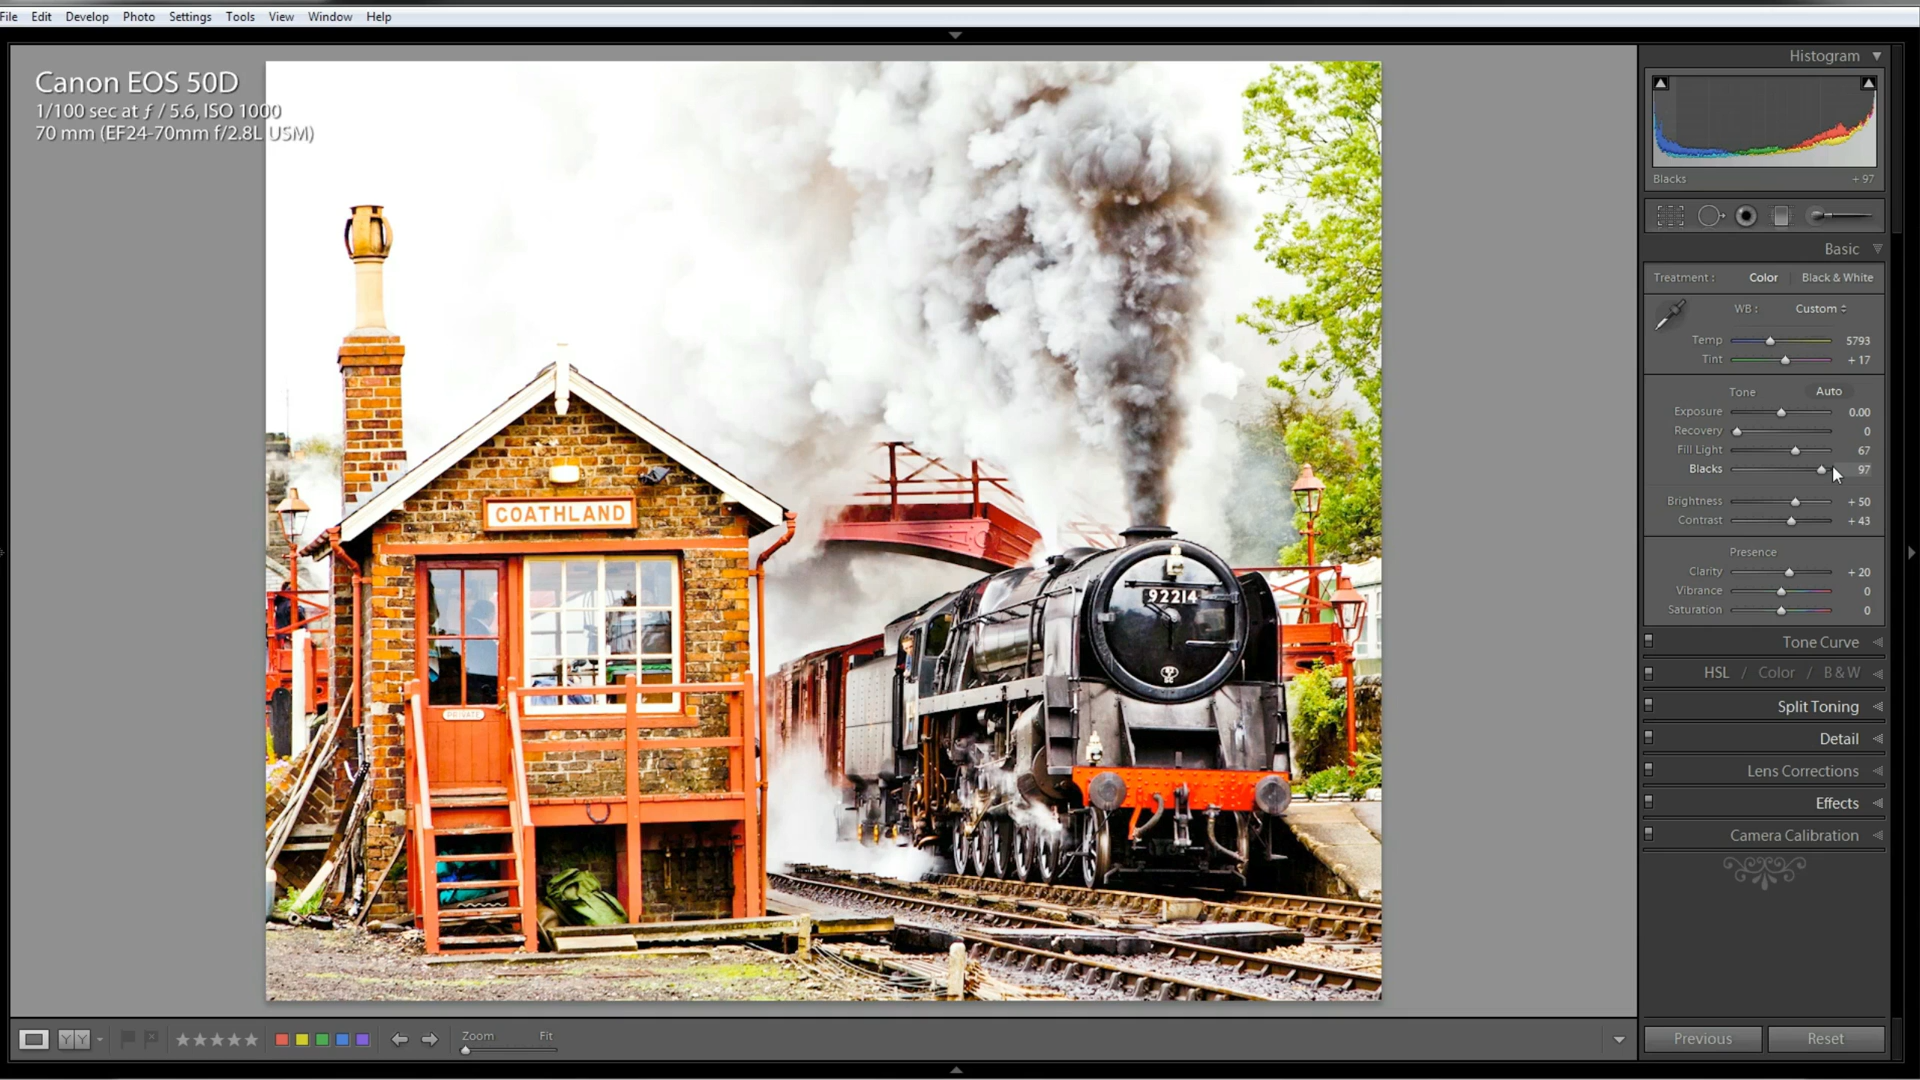 File Edit Develop Photo Settings Tools View Window Help
Canon EOS 50D
1/100 sec at ƒ / 5.6, ISO 1000
70 mm (EF24-70mm f/2.8L USM)
COATHLAND
PRIVATE
92214
Histogram
Blacks +97
Basic
Treatment : Color Black & White
WB : Custom
Temp 5793
Tint + 17
Tone Auto
Exposure 0.00
Recovery 0
Fill Light 67
Blacks 97
Brightness + 50
Contrast + 43
Presence
Clarity + 20
Vibrance 0
Saturation 0
Tone Curve
HSL / Color / B & W
Split Toning
Detail
Lens Corrections
Effects
Camera Calibration
Y Y Zoom Fit
Previous Reset